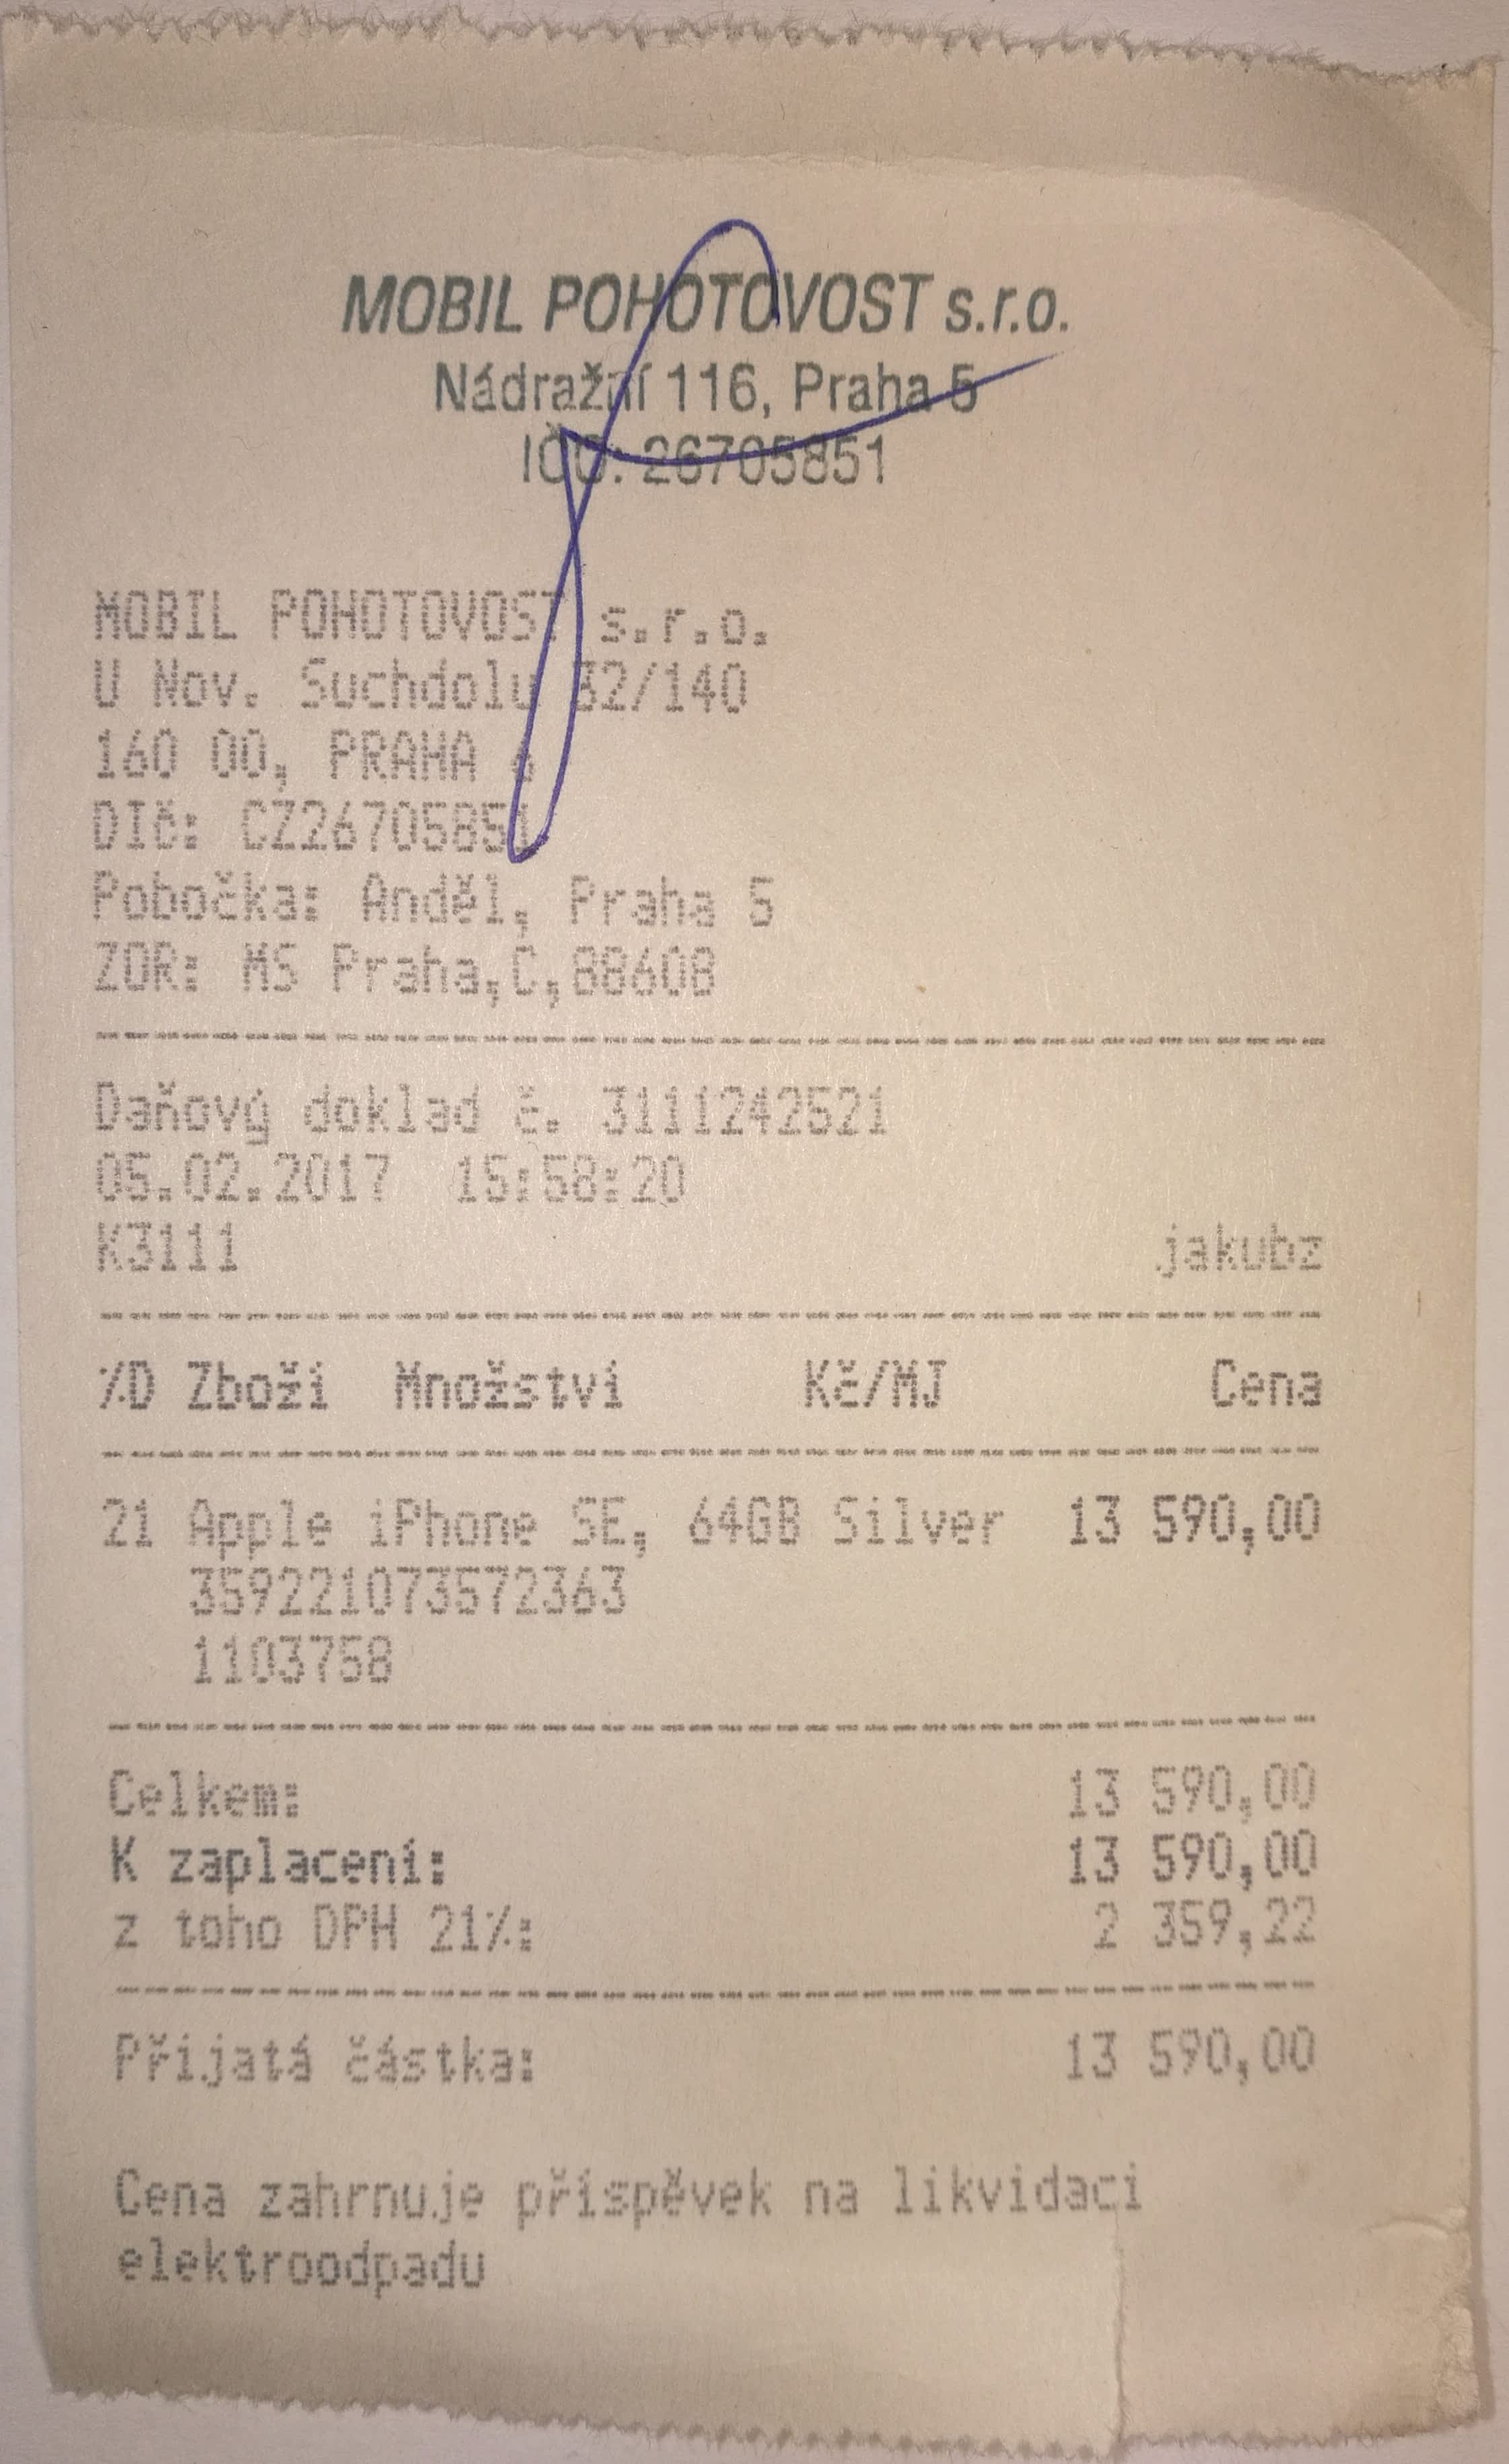 MOBIL POHOTOVOST s.r.o.
Nádražní 116, Praha 5
IČO: 26705851
MOBIL POHOTOVOST s.r.o.
U Nov. Suchdolu 32/140
160 00, PRAHA 6
DIČ: CZ26705851
Pobočka: Anděl, Praha 5
ZOR: MS Praha,C,88608
Daňový doklad č. 3111242521
02.2017 15:58:20
K3111 jakubz
%D Zboží Množství Kč/MJ Cena
21 Apple iPhone SE, 64GB Silver 13 590,00
359221073572363
1103758
Celkem: 13 590,00
K zaplacení: 13 590,00
z toho DPH 21%: 2 359,22
Přijatá částka: 13 590,00
Cena zahrnuje příspěvek na likvidaci
elektroodpadu